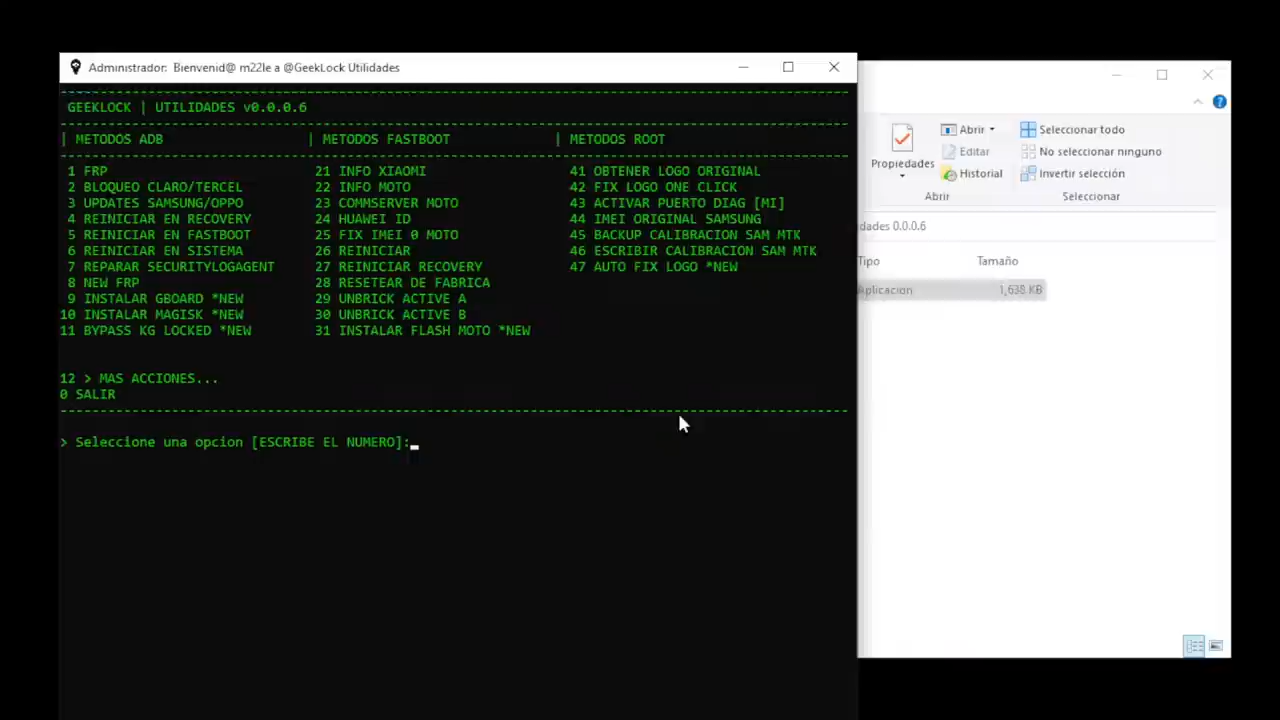 Administrador: Bienvenid@ m22le a @GeekLock Utilidades
GEEKLOCK | UTILIDADES v0.0.0.6
| METODOS ADB | METODOS FASTBOOT | METODOS ROOT
1 FRP 21 INFO XIAOMI 41 OBTENER LOGO ORIGINAL
2 BLOQUEO CLARO/TERCEL 22 INFO MOTO 42 FIX LOGO ONE CLICK
3 UPDATES SAMSUNG/OPPO 23 COMMSERVER MOTO 43 ACTIVAR PUERTO DIAG [MI]
4 REINICIAR EN RECOVERY 24 HUAWEI ID 44 IMEI ORIGINAL SAMSUNG
5 REINICIAR EN FASTBOOT 25 FIX IMEI 0 MOTO 45 BACKUP CALIBRACION SAM MTK
6 REINICIAR EN SISTEMA 26 REINICIAR 46 ESCRIBIR CALIBRACION SAM MTK
7 REPARAR SECURITYLOGAGENT 27 REINICIAR RECOVERY 47 AUTO FIX LOGO *NEW
8 NEW FRP 28 RESETEAR DE FABRICA
9 INSTALAR GBOARD *NEW 29 UNBRICK ACTIVE A
10 INSTALAR MAGISK *NEW 30 UNBRICK ACTIVE B
11 BYPASS KG LOCKED *NEW 31 INSTALAR FLASH MOTO *NEW
12 > MAS ACCIONES...
0 SALIR
> Seleccione una opcion [ESCRIBE EL NUMERO]:
Propiedades
Abrir
Editar
Historial
Abrir
Seleccionar todo
No seleccionar ninguno
Invertir selección
Seleccionar
dades 0.0.0.6
Tipo Tamaño
Aplicación 1,638 KB